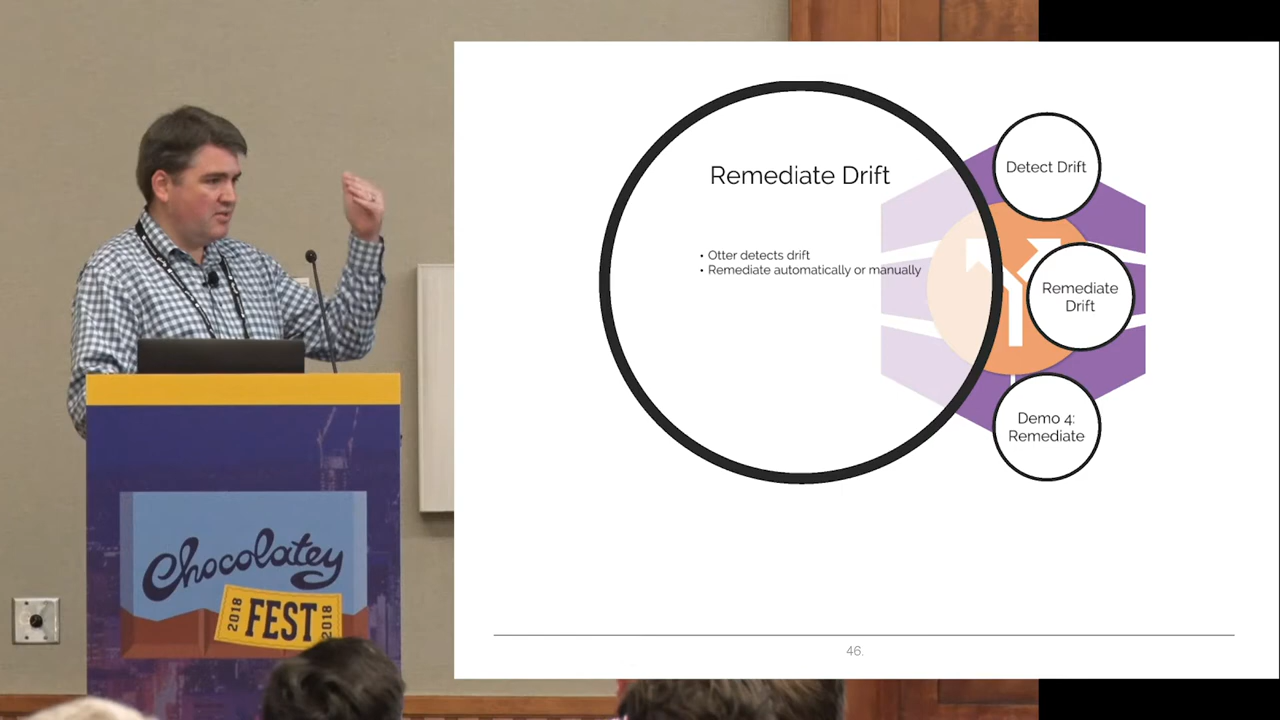 Remediate Drift
• Otter detects drift
• Remediate automatically or manually
Detect Drift
Remediate
Drift
Demo 4:
Remediate
46.
Chocolatey
2018 FEST 2018